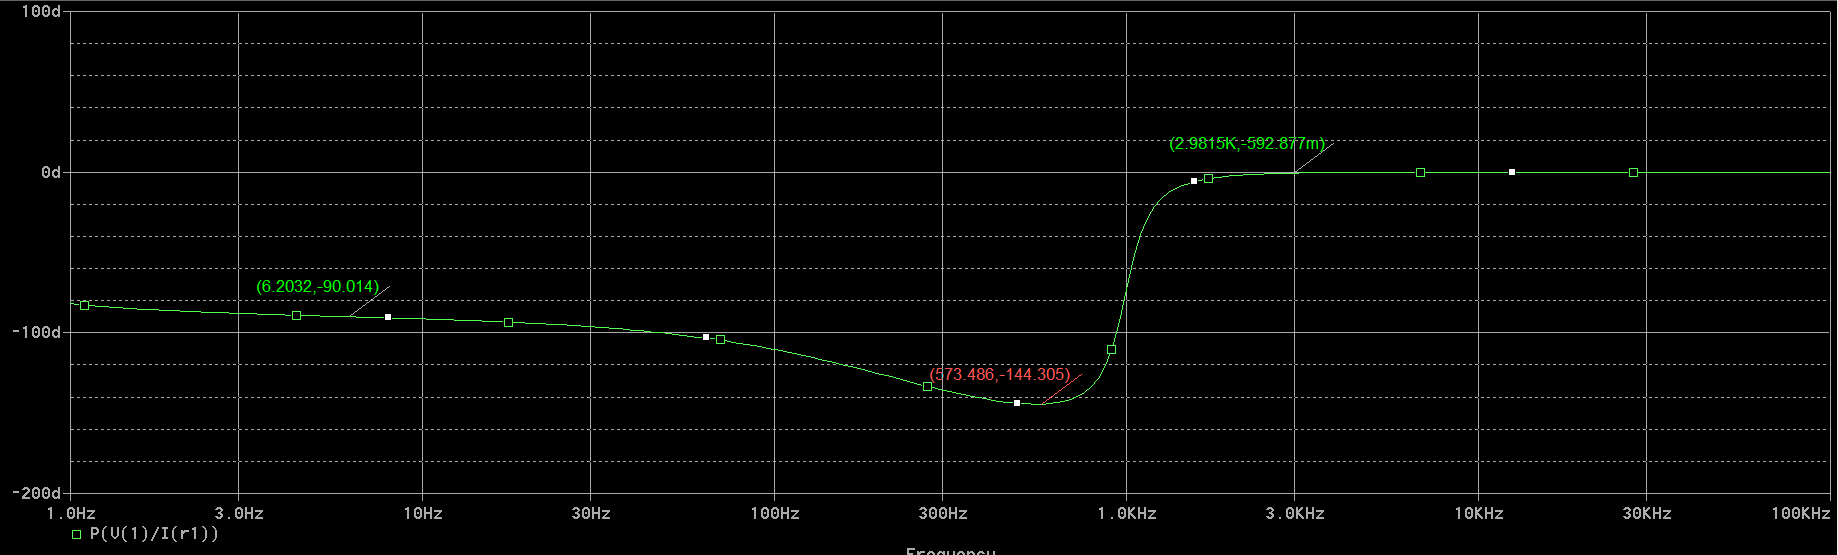 100d
(2.9815K,-592.877m)
0d
(6.2032,-90.014)
-100d
(573.486,-144.305)
-200d
1.0Hz 3.0Hz 10Hz 30Hz 100Hz 300Hz 1.0KHz 3.0KHz 10KHz 30KHz 100KHz
P(V(1)/I(r1))
Frequency